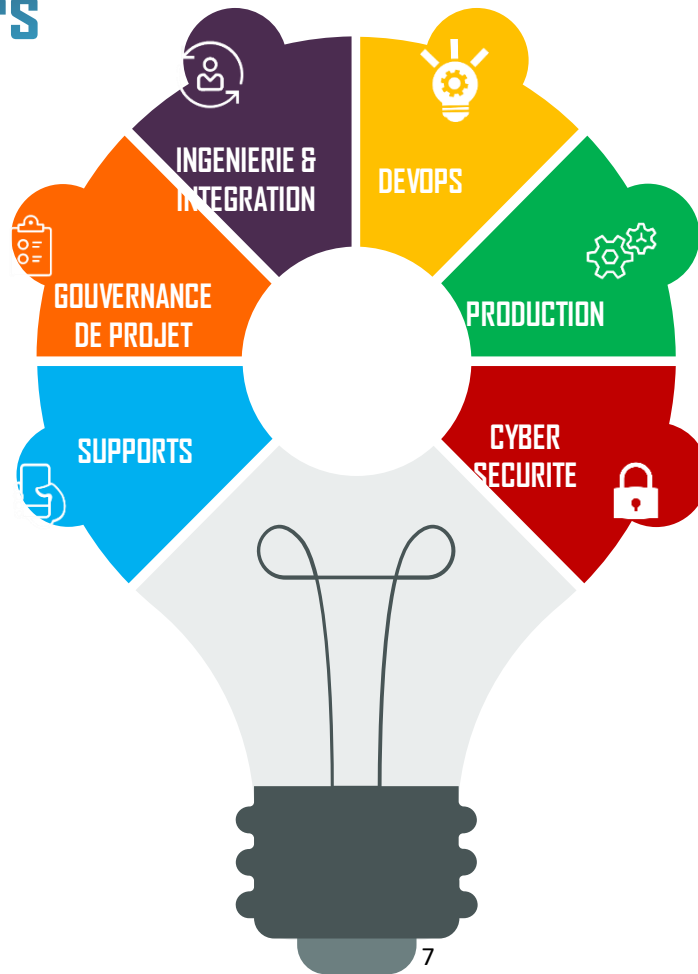 INGENIERIE &
INTEGRATION
DEVOPS
GOUVERNANCE
DE PROJET
PRODUCTION
SUPPORTS
CYBER
SECURITE
7